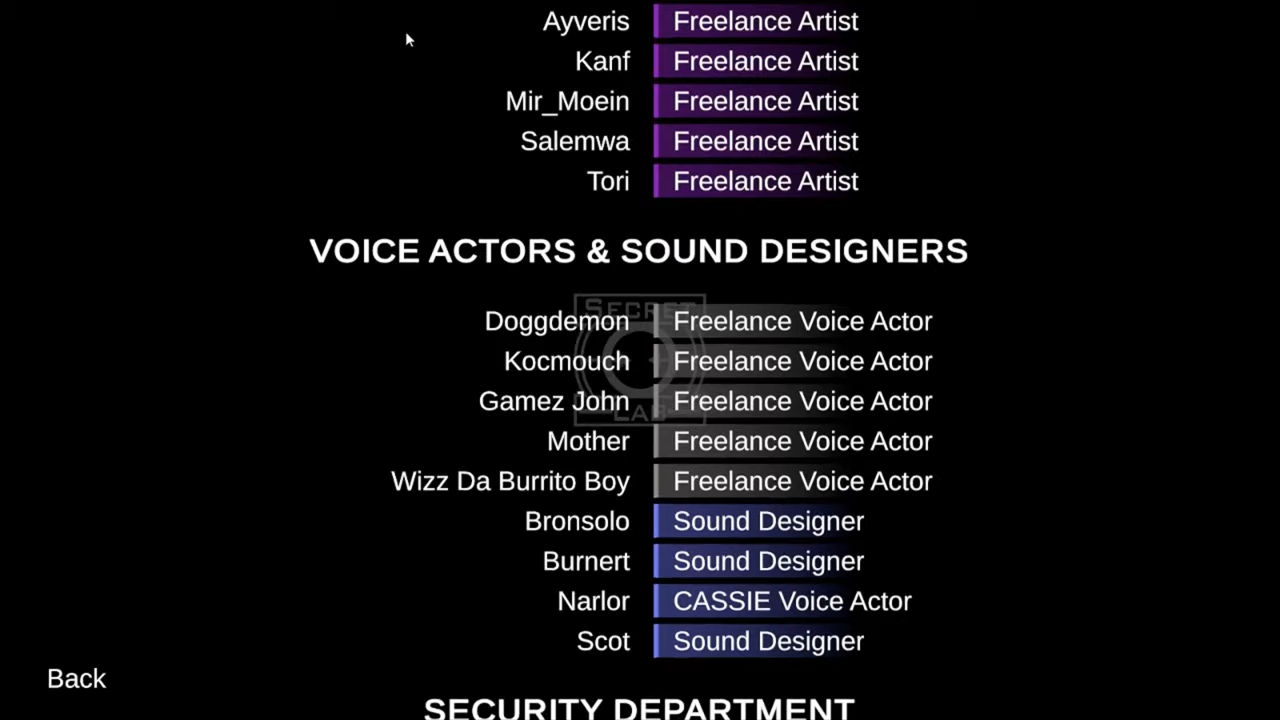 Ayveris Freelance Artist
Kanf Freelance Artist
Mir_Moein Freelance Artist
Salemwa Freelance Artist
Tori Freelance Artist
VOICE ACTORS & SOUND DESIGNERS
SECRET
Doggdemon Freelance Voice Actor
Kocmouch Freelance Voice Actor
Gamez John Freelance Voice Actor
LAB
Mother Freelance Voice Actor
Wizz Da Burrito Boy Freelance Voice Actor
Bronsolo Sound Designer
Burnert Sound Designer
Narlor CASSIE Voice Actor
Scot Sound Designer
Back
SECURITY DEPARTMENT